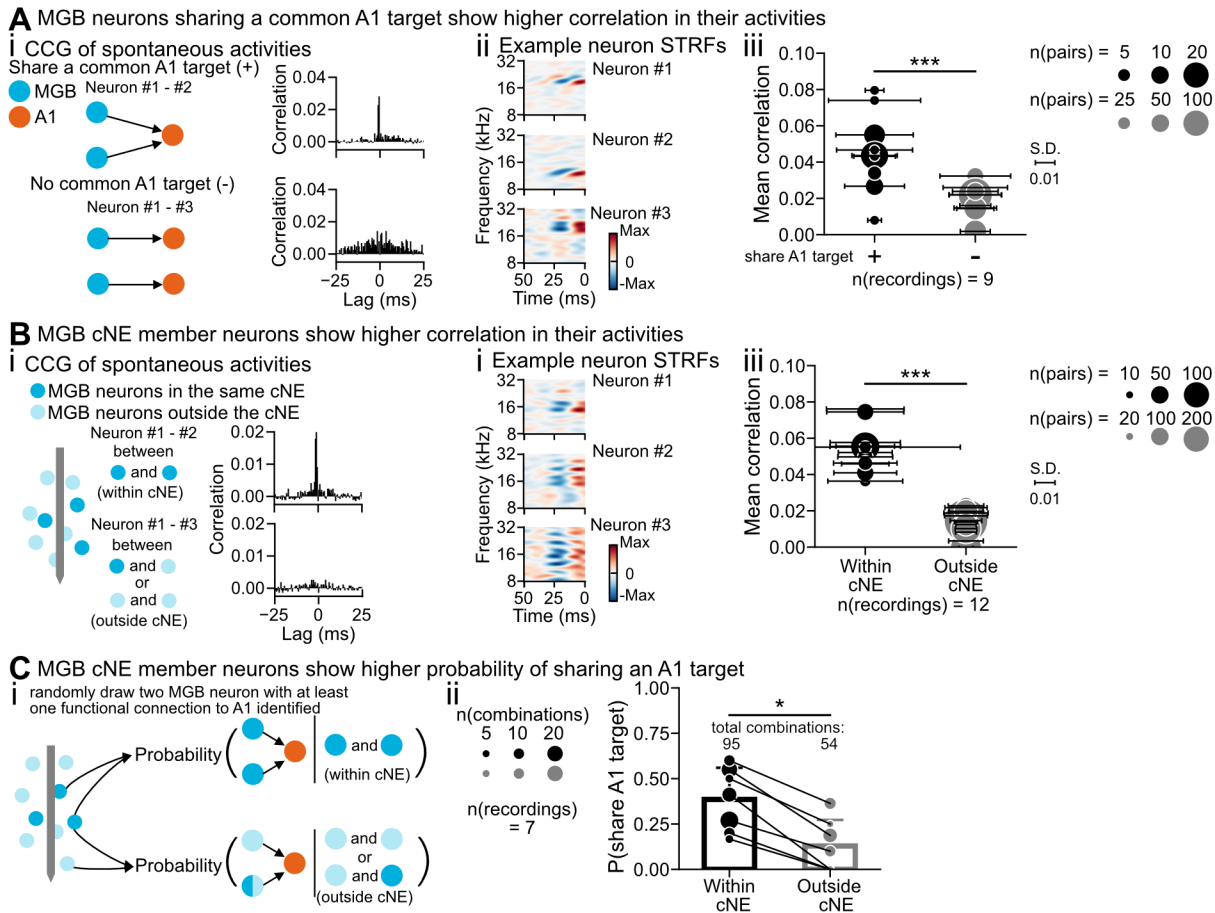 A MGB neurons sharing a common A1 target show higher correlation in their activities
i CCG of spontaneous activities
Share a common A1 target (+)
MGB
A1
Neuron #1 - #2
No common A1 target (-)
Neuron #1 - #3
Correlation
0.04
0.02
0.00
Correlation
0.04
0.02
0.00
−25 0 25
Lag (ms)
ii Example neuron STRFs
Neuron #1
Neuron #2
Neuron #3
Frequency (kHz)
32
16
8
32
16
8
32
16
8
50 25 0
Time (ms)
Max
0
-Max
iii
Mean correlation
0.10
0.08
0.06
0.04
0.02
0.00
***
share A1 target + -
n(recordings) = 9
n(pairs) = 5 10 20
n(pairs) = 25 50 100
S.D.
0.01
B MGB cNE member neurons show higher correlation in their activities
i CCG of spontaneous activities
MGB neurons in the same cNE
MGB neurons outside the cNE
Neuron #1 - #2
between
and
(within cNE)
Neuron #1 - #3
between
and
or
and
(outside cNE)
Correlation
0.02
0.01
0.00
0.02
0.01
0.00
−25 0 25
Lag (ms)
i Example neuron STRFs
Neuron #1
Neuron #2
Neuron #3
Frequency (kHz)
32
16
8
32
16
8
32
16
8
50 25 0
Time (ms)
Max
0
-Max
iii
Mean correlation
0.10
0.08
0.06
0.04
0.02
0.00
***
Within
cNE
Outside
cNE
n(recordings) = 12
n(pairs) = 10 50 100
n(pairs) = 20 100 200
S.D.
0.01
C MGB cNE member neurons show higher probability of sharing an A1 target
i randomly draw two MGB neuron with at least
one functional connection to A1 identified
Probability ( | and )
(within cNE)
Probability ( | and )
or
and
(outside cNE)
ii
n(combinations)
5 10 20
n(recordings)
= 7
P(share A1 target)
1.00
0.75
0.50
0.25
0.00
*
total combinations:
95 54
Within
cNE
Outside
cNE